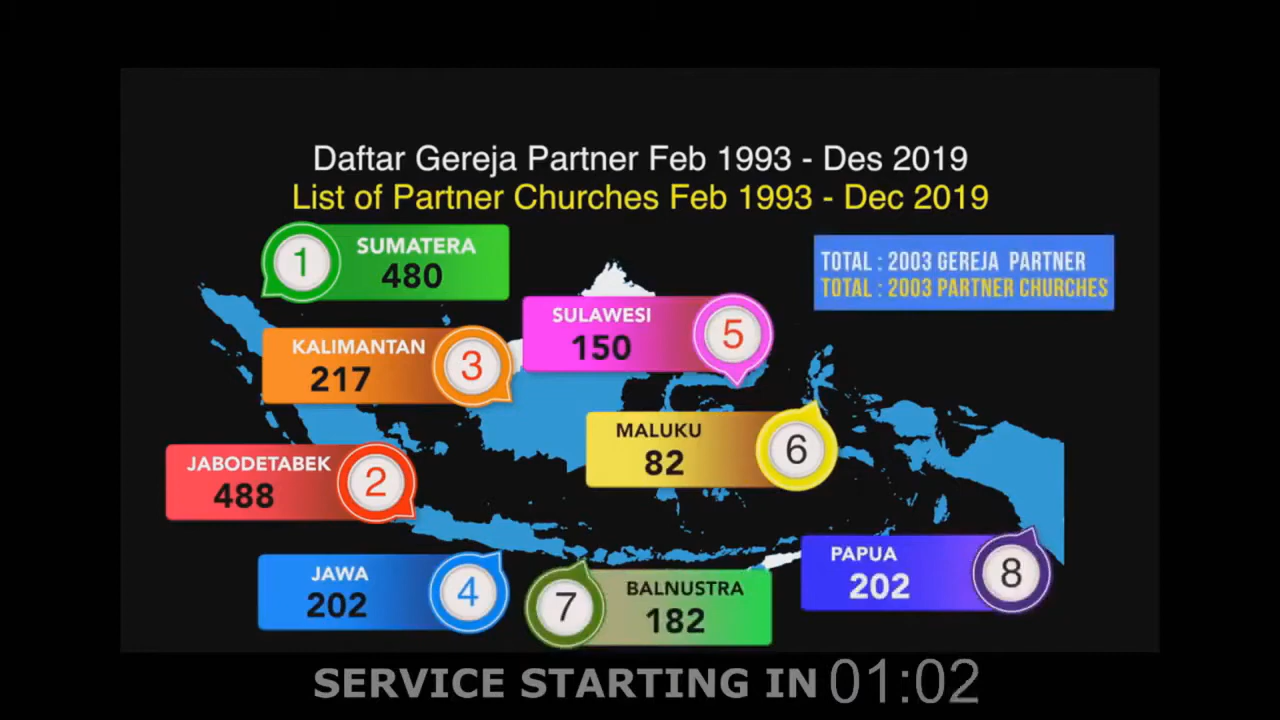 Daftar Gereja Partner Feb 1993 - Des 2019
List of Partner Churches Feb 1993 - Dec 2019
1
SUMATERA
480
TOTAL : 2003 GEREJA PARTNER
TOTAL : 2003 PARTNER CHURCHES
SULAWESI
150
5
KALIMANTAN
217
3
MALUKU
82
6
JABODETABEK
488
2
PAPUA
202
8
JAWA
202
4
7
BALNUSTRA
182
SERVICE STARTING IN 01:02